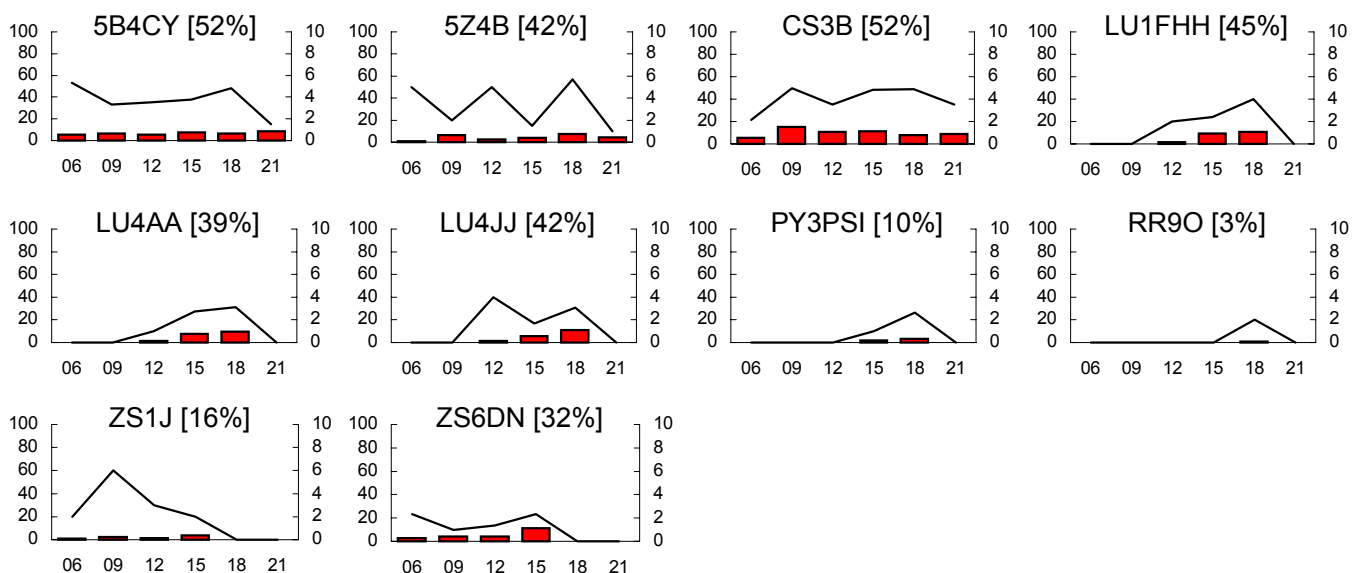 5B4CY [52%] 5Z4B [42%] CS3B [52%] LU1FHH [45%]
100 10 100 10 100 10 100 10
80 8 80 8 80 8 80 8
60 6 60 6 60 6 60 6
40 4 40 4 40 4 40 4
20 2 20 2 20 2 20 2
0 0 0 0 0 0 0 0
06 09 12 15 18 21 06 09 12 15 18 21 06 09 12 15 18 21 06 09 12 15 18 21
LU4AA [39%] LU4JJ [42%] PY3PSI [10%] RR9O [3%]
100 10 100 10 100 10 100 10
80 8 80 8 80 8 80 8
60 6 60 6 60 6 60 6
40 4 40 4 40 4 40 4
20 2 20 2 20 2 20 2
0 0 0 0 0 0 0 0
06 09 12 15 18 21 06 09 12 15 18 21 06 09 12 15 18 21 06 09 12 15 18 21
ZS1J [16%] ZS6DN [32%]
100 10 100 10
80 8 80 8
60 6 60 6
40 4 40 4
20 2 20 2
0 0 0 0
06 09 12 15 18 21 06 09 12 15 18 21